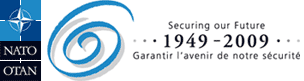 NATO
OTAN
Securing our Future
1949-2009
Garantir l'avenir de notre sécurité